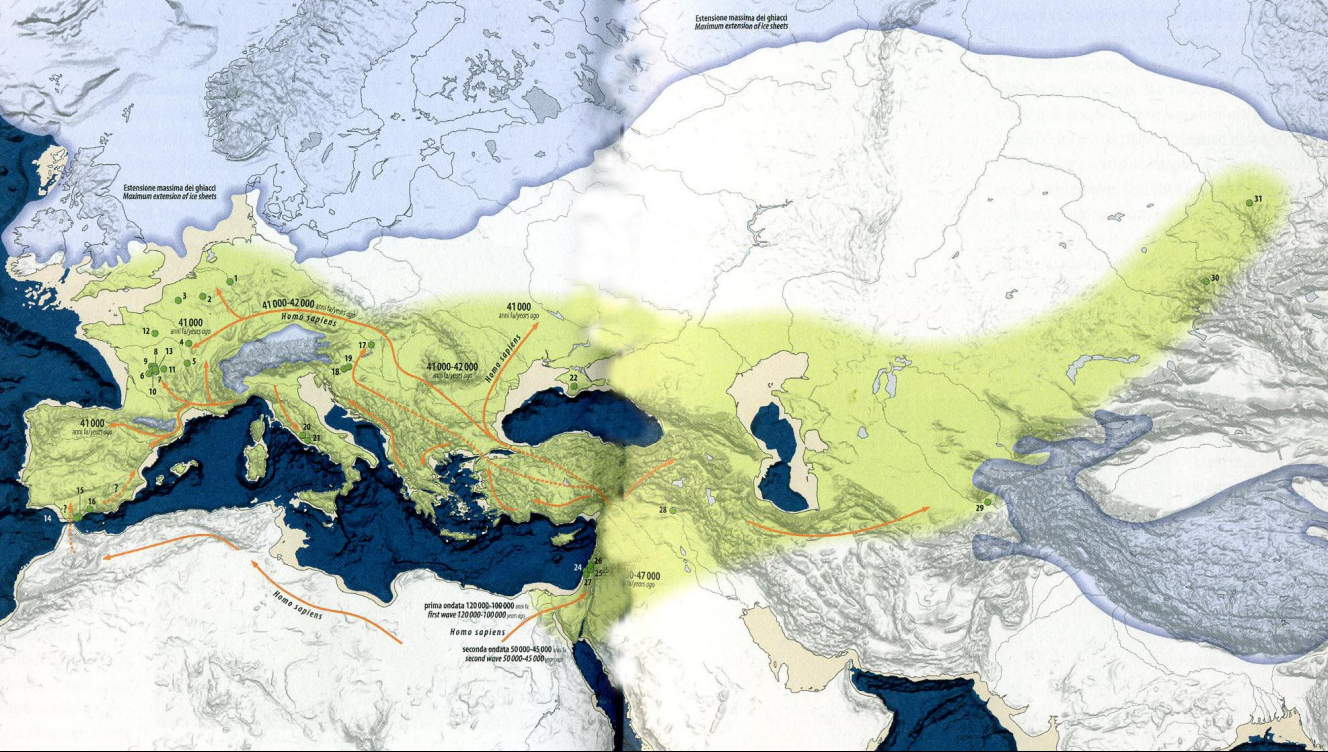 Estensione massima dei ghiacci
Maximum extension of ice sheets
Estensione massima dei ghiacci
Maximum extension of ice sheets
31
30
1
2
3
41 000-42 000 anni fa/years ago
Homo sapiens
41 000
anni fa/years ago
41 000
anni fa/years ago
12
4
8
13
9
5
6
11
7
10
17
19
18
41 000-42 000
anni fa/years ago
Homo sapiens
22
41 000
anni fa/years ago
20
21
?
15
16
?
14
28
29
24
26
25
27
0-47 000
fa/years ago
Homo sapiens
prima ondata 120 000-100 000 anni fa
first wave 120 000-100 000 years ago
Homo sapiens
seconda ondata 50 000-45 000 anni fa
second wave 50 000-45 000 years ago